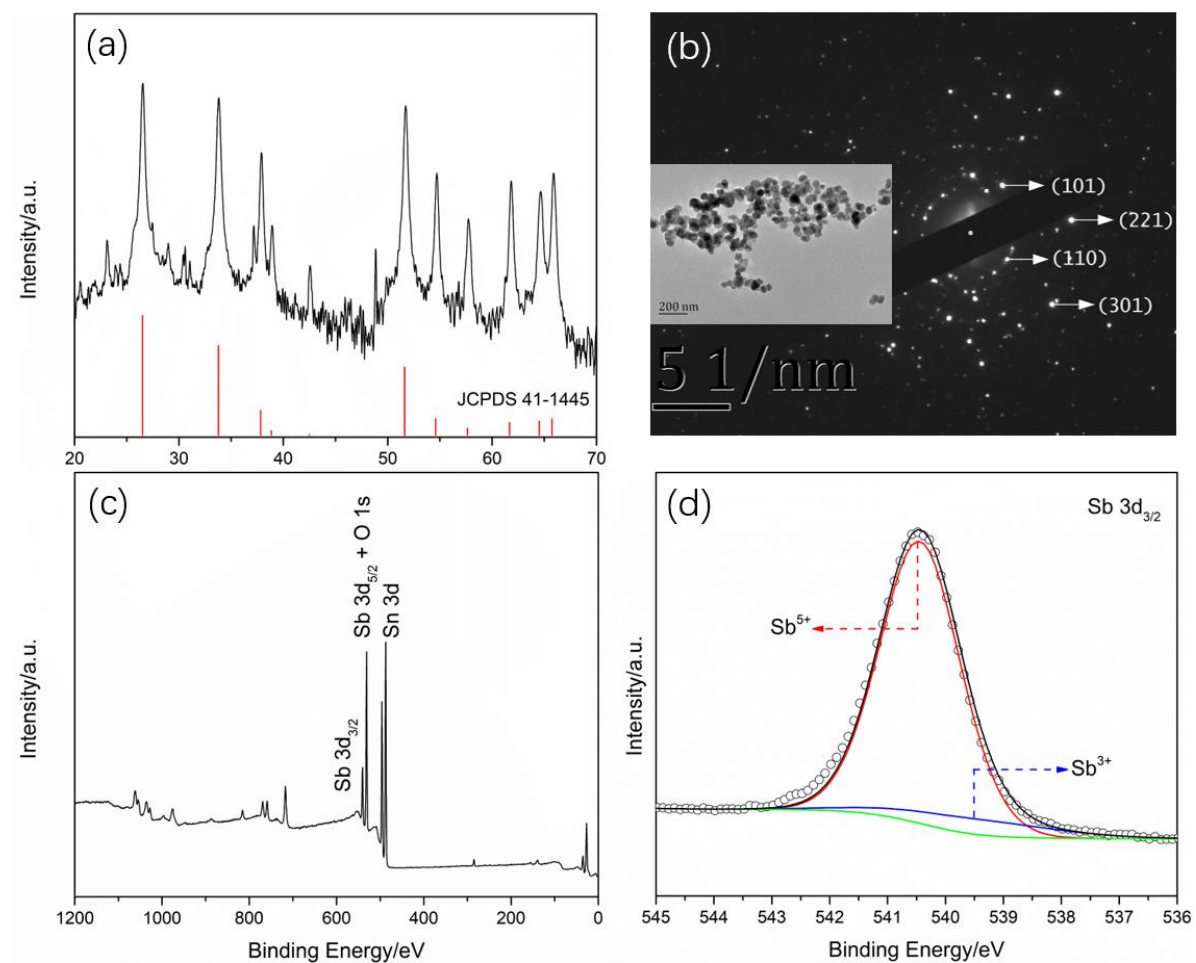 (a)
Intensity/a.u.
JCPDS 41-1445
20 30 40 50 60 70
(b)
(101)
(221)
(110)
(301)
200 nm
5 1/nm
(c)
Intensity/a.u.
Sb 3d3/2
Sb 3d5/2 + O 1s
Sn 3d
1200 1000 800 600 400 200 0
Binding Energy/eV
(d)
Sb 3d3/2
Intensity/a.u.
Sb5+
Sb3+
545 544 543 542 541 540 539 538 537 536
Binding Energy/eV